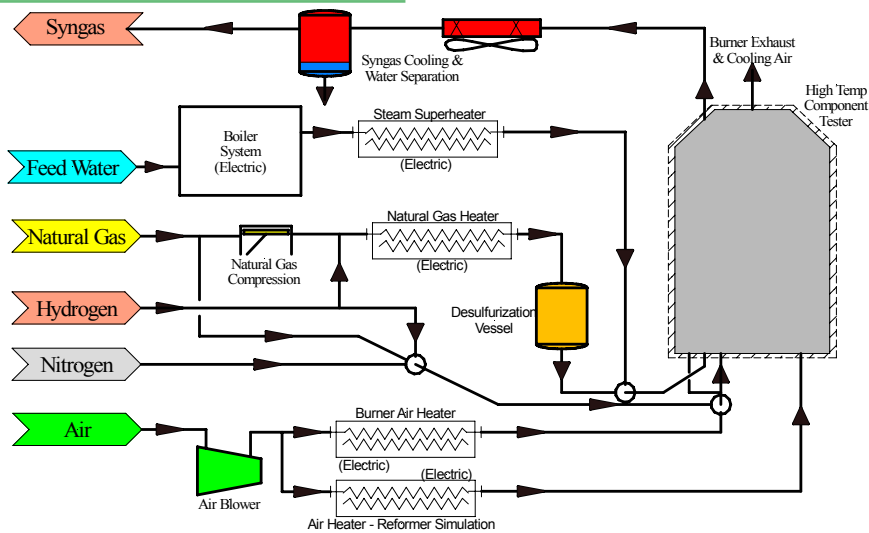 Syngas
Syngas Cooling &
Water Separation
Burner Exhaust
& Cooling Air
High Temp
Component
Tester
Steam Superheater
(Electric)
Boiler
System
(Electric)
Feed Water
Natural Gas
Natural Gas
Compression
Natural Gas Heater
(Electric)
Hydrogen
Desulfurization
Vessel
Nitrogen
Air
Air Blower
Burner Air Heater
(Electric)
(Electric)
Air Heater - Reformer Simulation